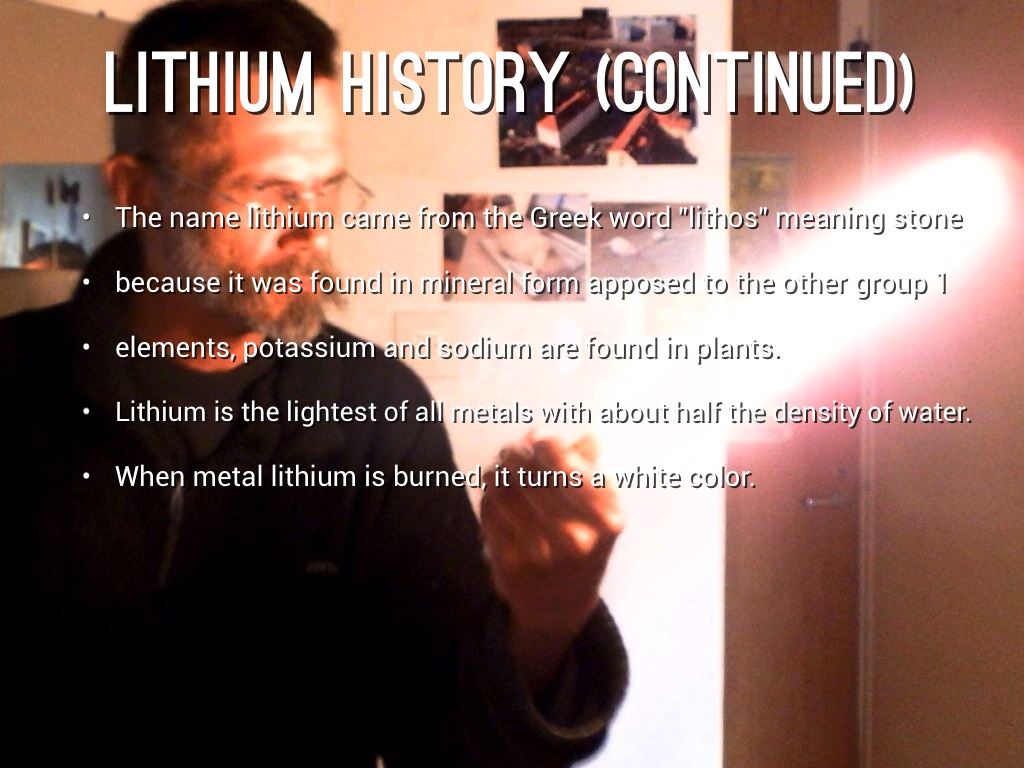 LITHIUM HISTORY (CONTINUED)
• The name lithium came from the Greek word "lithos" meaning stone
• because it was found in mineral form apposed to the other group 1
• elements, potassium and sodium are found in plants.
• Lithium is the lightest of all metals with about half the density of water.
• When metal lithium is burned, it turns a white color.